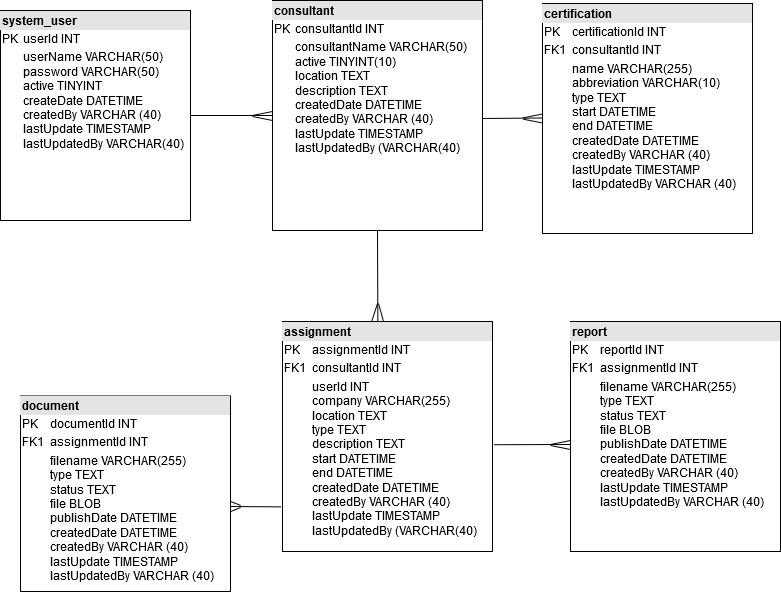 system_user
PK userId INT
userName VARCHAR(50)
password VARCHAR(50)
active TINYINT
createDate DATETIME
createdBy VARCHAR (40)
lastUpdate TIMESTAMP
lastUpdatedBy VARCHAR(40)
consultant
PK consultantId INT
consultantName VARCHAR(50)
active TINYINT(10)
location TEXT
description TEXT
createdDate DATETIME
createdBy VARCHAR (40)
lastUpdate TIMESTAMP
lastUpdatedBy (VARCHAR(40)
certification
PK certificationId INT
FK1 consultantId INT
name VARCHAR(255)
abbreviation VARCHAR(10)
type TEXT
start DATETIME
end DATETIME
createdDate DATETIME
createdBy VARCHAR (40)
lastUpdate TIMESTAMP
lastUpdatedBy VARCHAR (40)
assignment
PK assignmentId INT
FK1 consultantId INT
userId INT
company VARCHAR(255)
location TEXT
type TEXT
description TEXT
start DATETIME
end DATETIME
createdDate DATETIME
createdBy VARCHAR (40)
lastUpdate TIMESTAMP
lastUpdatedBy (VARCHAR(40)
report
PK reportId INT
FK1 assignmentId INT
filename VARCHAR(255)
type TEXT
status TEXT
file BLOB
publishDate DATETIME
createdDate DATETIME
createdBy VARCHAR (40)
lastUpdate TIMESTAMP
lastUpdatedBy VARCHAR (40)
document
PK documentId INT
FK1 assignmentId INT
filename VARCHAR(255)
type TEXT
status TEXT
file BLOB
publishDate DATETIME
createdDate DATETIME
createdBy VARCHAR (40)
lastUpdate TIMESTAMP
lastUpdatedBy VARCHAR (40)